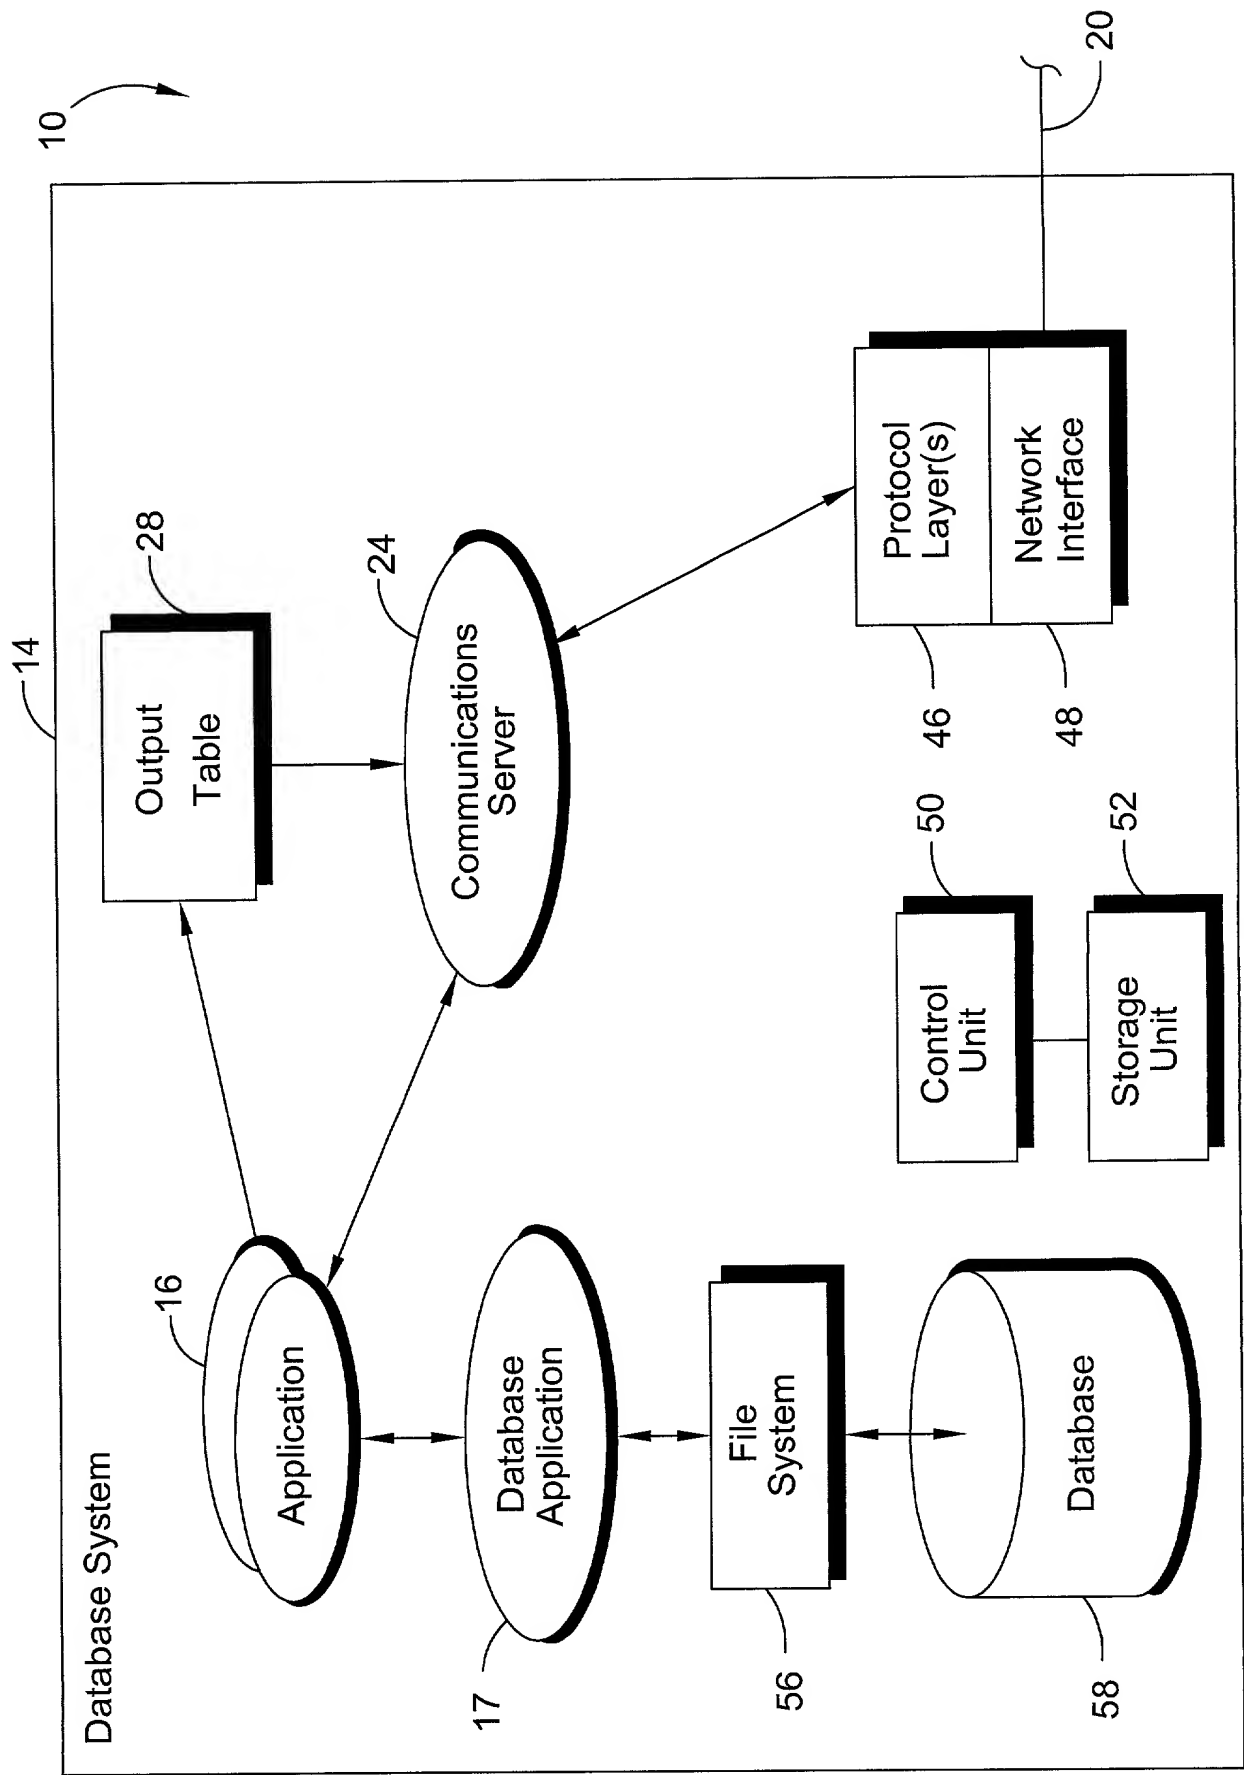 10
14
Database System
16
Application
Output
Table
28
17
Database
Application
Communications
Server
24
56
File
System
Control
Unit
50
Protocol
Layer(s)
46
Network
Interface
48
58
Database
Storage
Unit
52
20